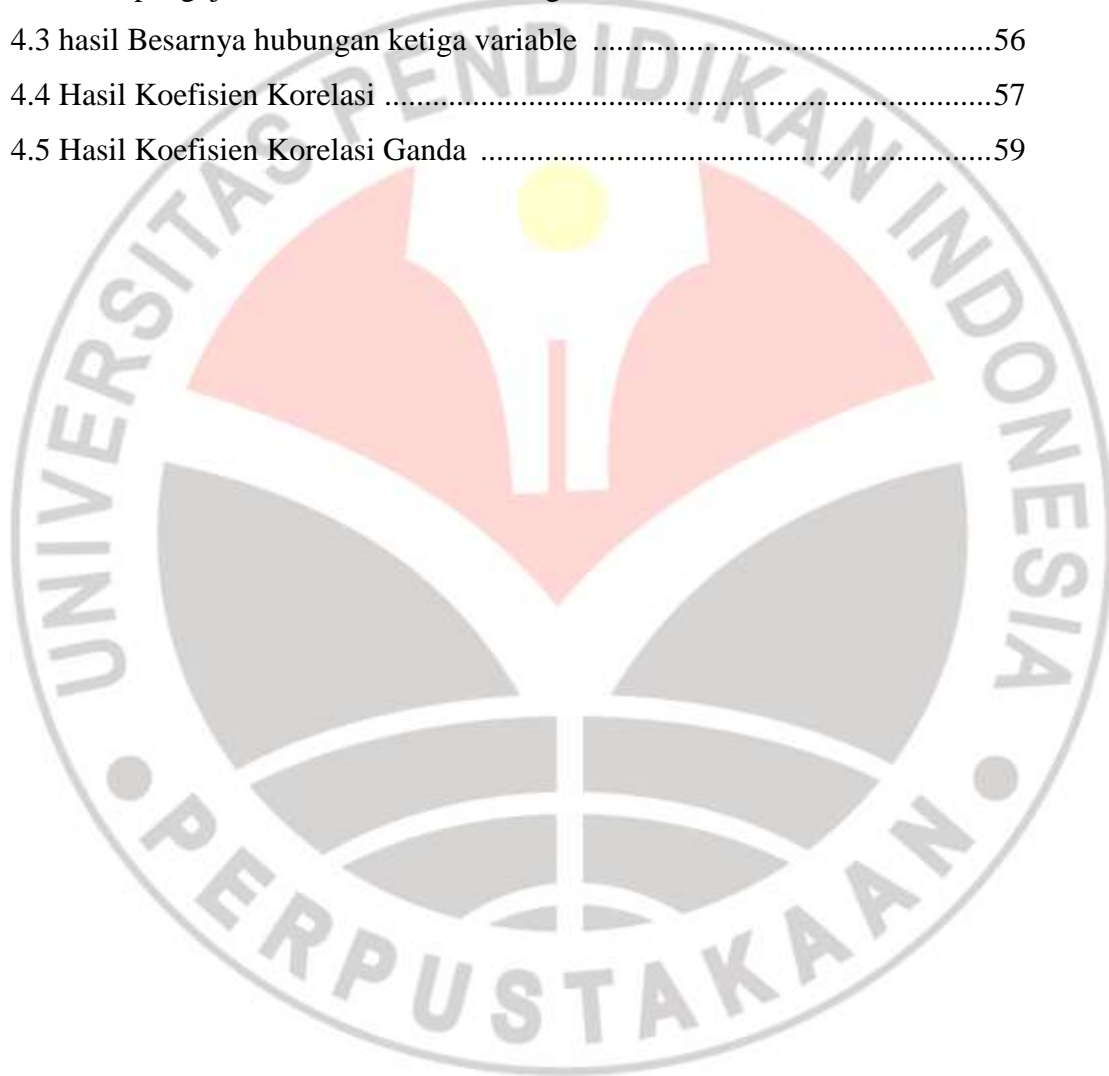 4.3 hasil Besarnya hubungan ketiga variable ................................................56
4.4 Hasil Koefisien Korelasi .........................................................................57
4.5 Hasil Koefisien Korelasi Ganda .............................................................59
UNIVERSITAS PENDIDIKAN INDONESIA
PERPUSTAKAAN